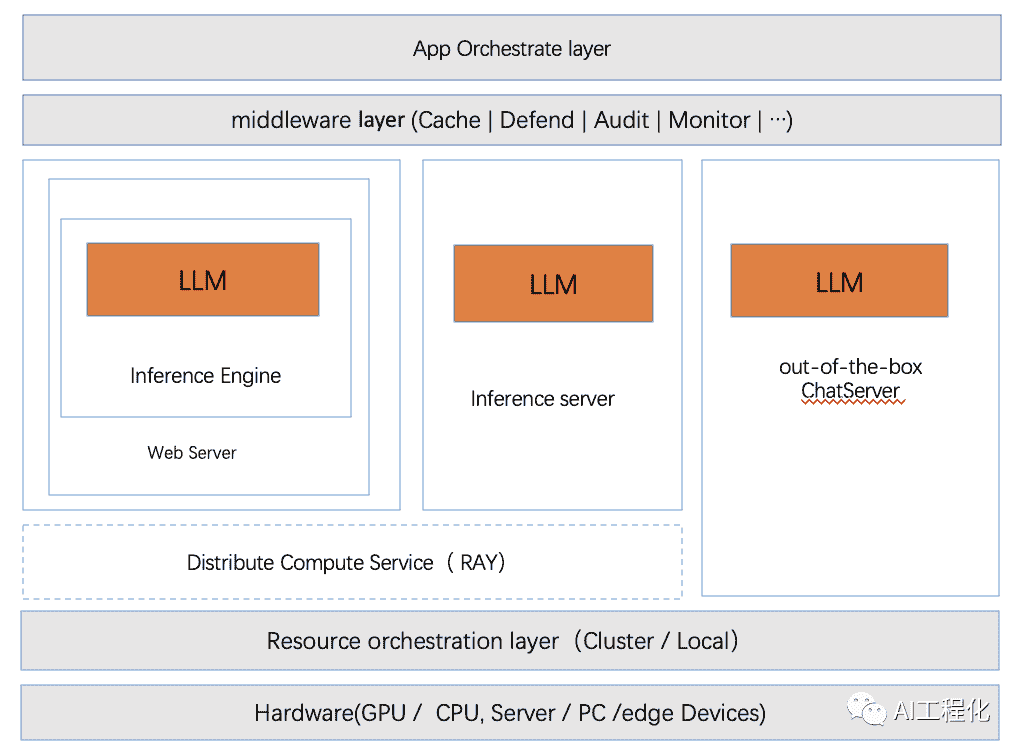 App Orchestrate layer
middleware layer (Cache | Defend | Audit | Monitor | ···)
LLM
Inference Engine
Web Server
LLM
Inference server
LLM
out-of-the-box
ChatServer
Distribute Compute Service（ RAY）
Resource orchestration layer（Cluster / Local）
Hardware(GPU / CPU, Server / PC /edge Devices)
AI工程化